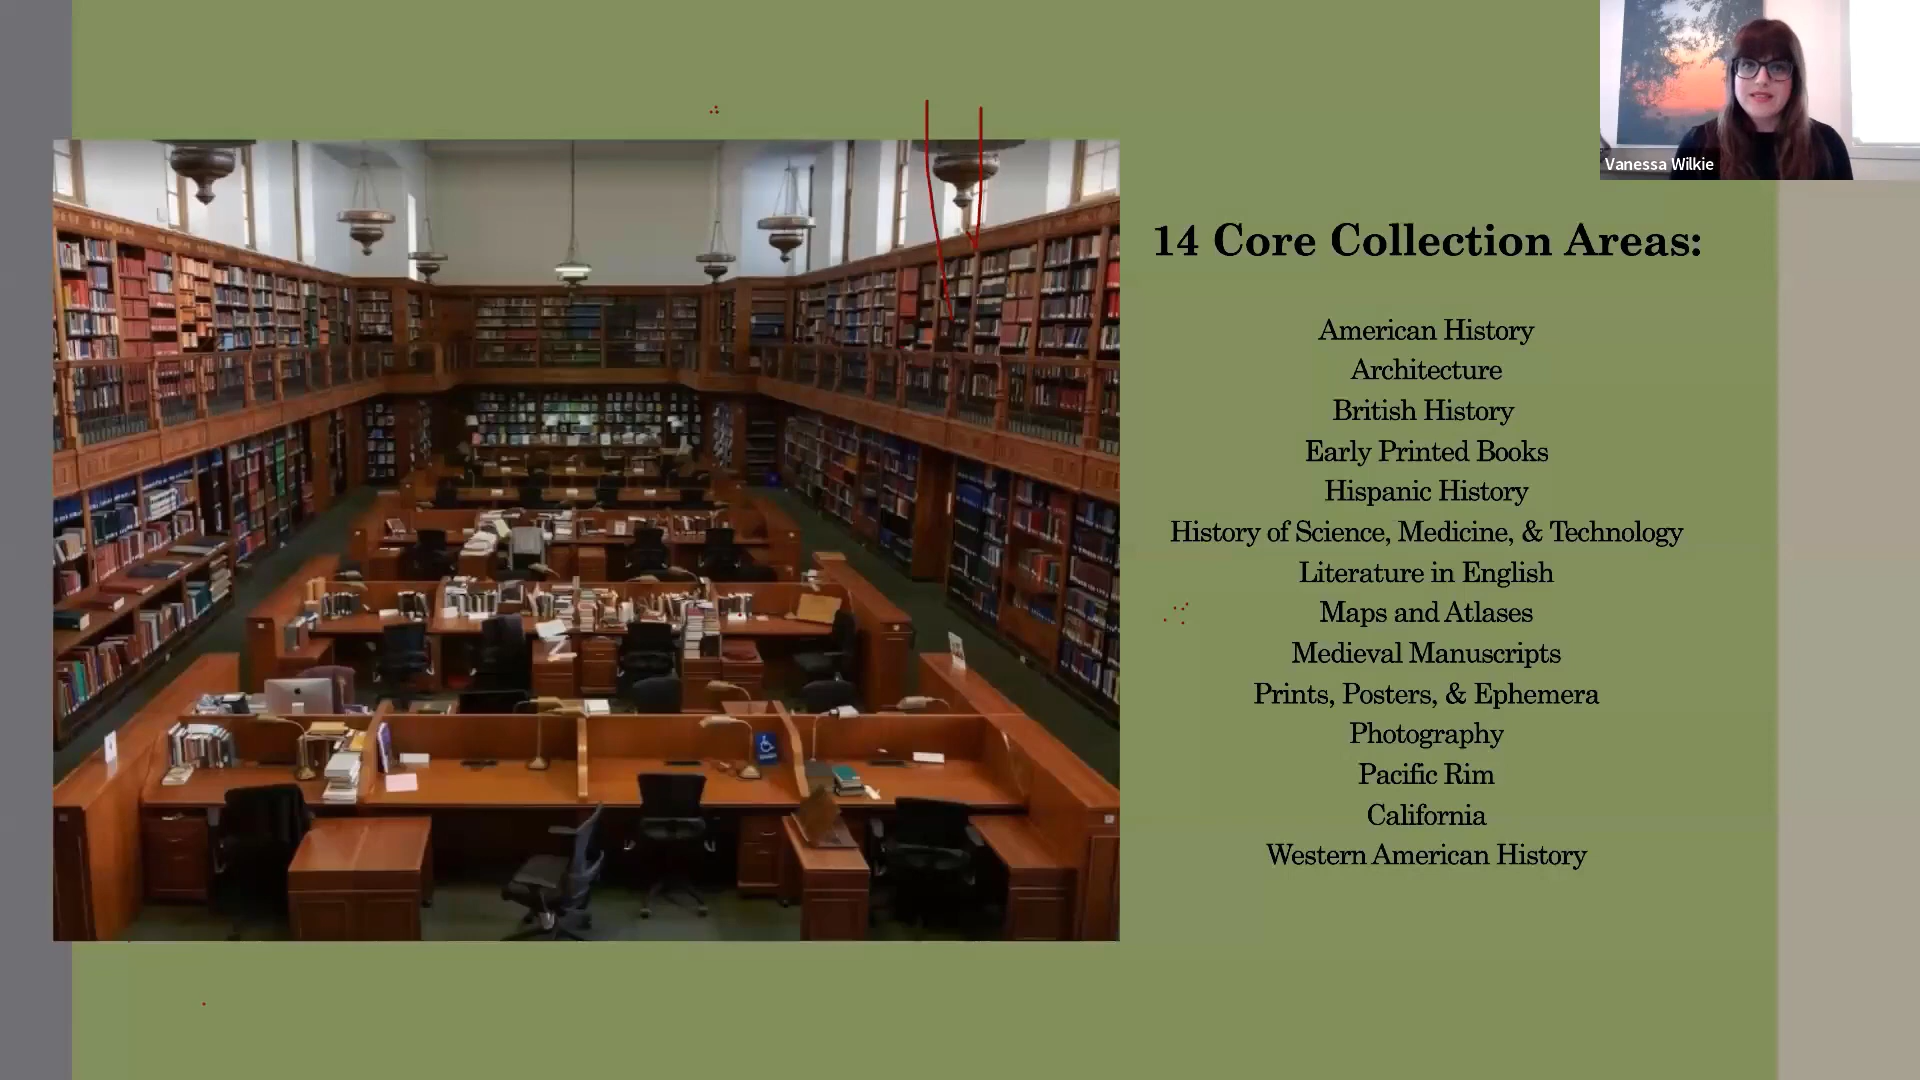 Vanessa Wilkie
14 Core Collection Areas:
American History
Architecture
British History
Early Printed Books
Hispanic History
History of Science, Medicine, & Technology
Literature in English
Maps and Atlases
Medieval Manuscripts
Prints, Posters, & Ephemera
Photography
Pacific Rim
California
Western American History